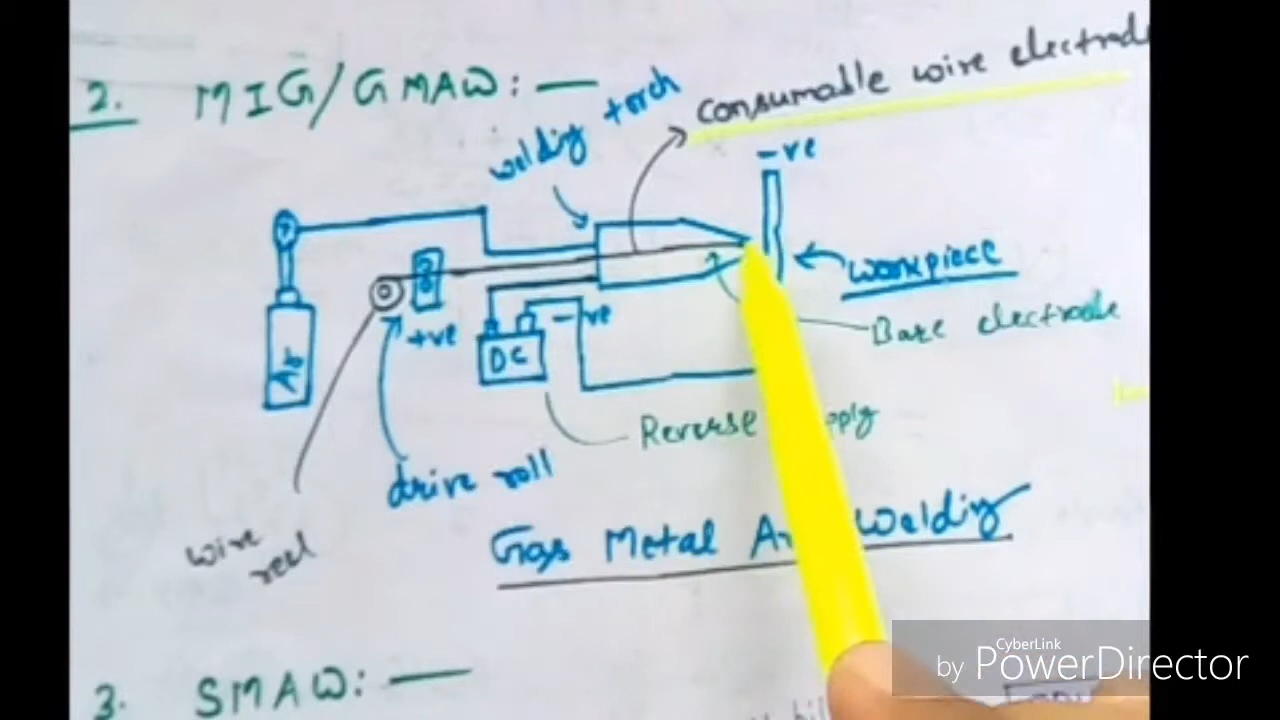 2. MIG/GMAW: —
welding torch
consumable wire electrode
-ve
workpiece
Bare electrode
+ve
-ve
DC
Ar
Reverse
drive roll
wire reel
Gas Metal Welding
3. SMAW: —
CyberLink
by PowerDirector